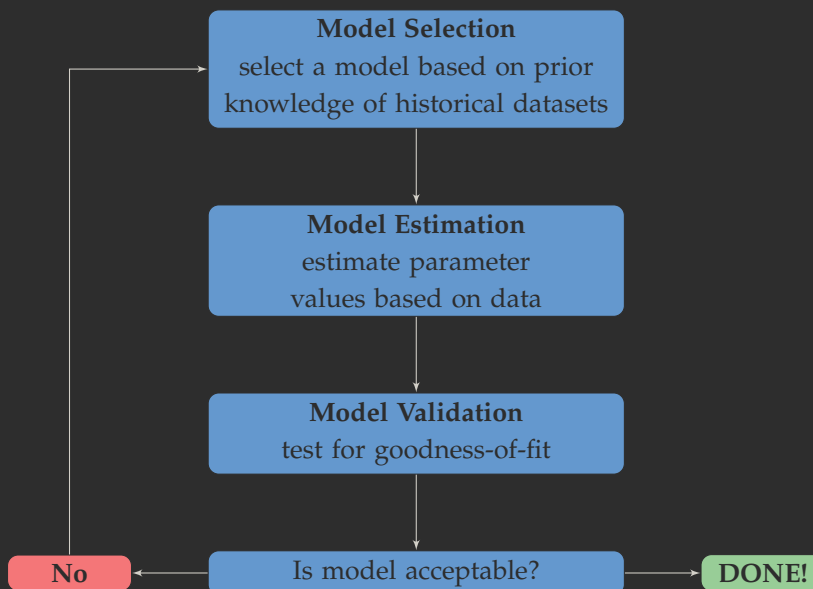 Model Selection
select a model based on prior
knowledge of historical datasets
Model Estimation
estimate parameter
values based on data
Model Validation
test for goodness-of-fit
No
Is model acceptable?
DONE!